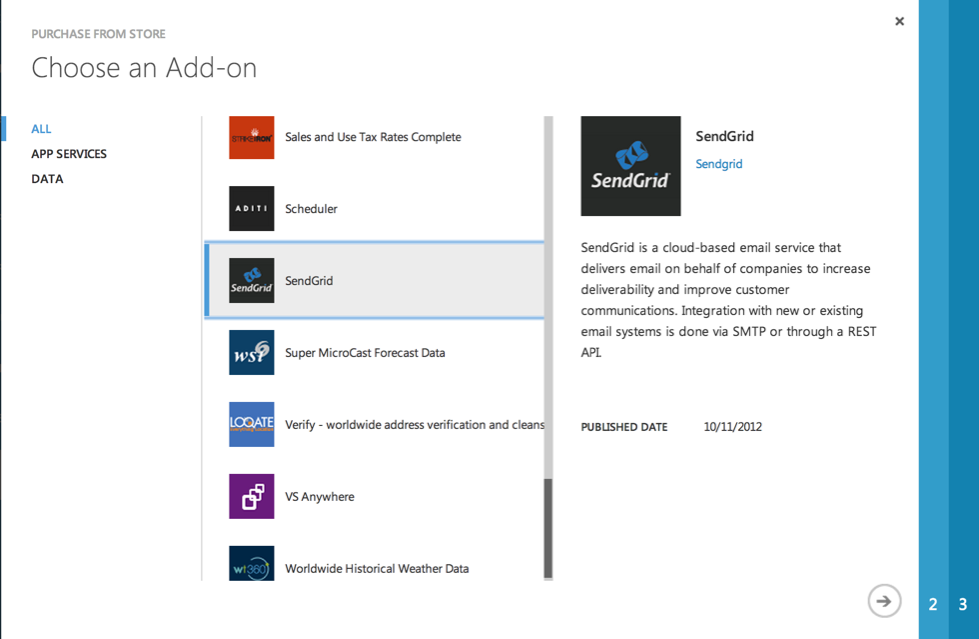 PURCHASE FROM STORE
Choose an Add-on
ALL
APP SERVICES
DATA
STRIKEIRON
Sales and Use Tax Rates Complete
ADITI
Scheduler
SendGrid
SendGrid
WSI
Super MicroCast Forecast Data
LOQATE
Verify - worldwide address verification and cleans
VS Anywhere
wt360
Worldwide Historical Weather Data
SendGrid
SendGrid
Sendgrid
SendGrid is a cloud-based email service that
delivers email on behalf of companies to increase
deliverability and improve customer
communications. Integration with new or existing
email systems is done via SMTP or through a REST
API.
PUBLISHED DATE 10/11/2012
2 3